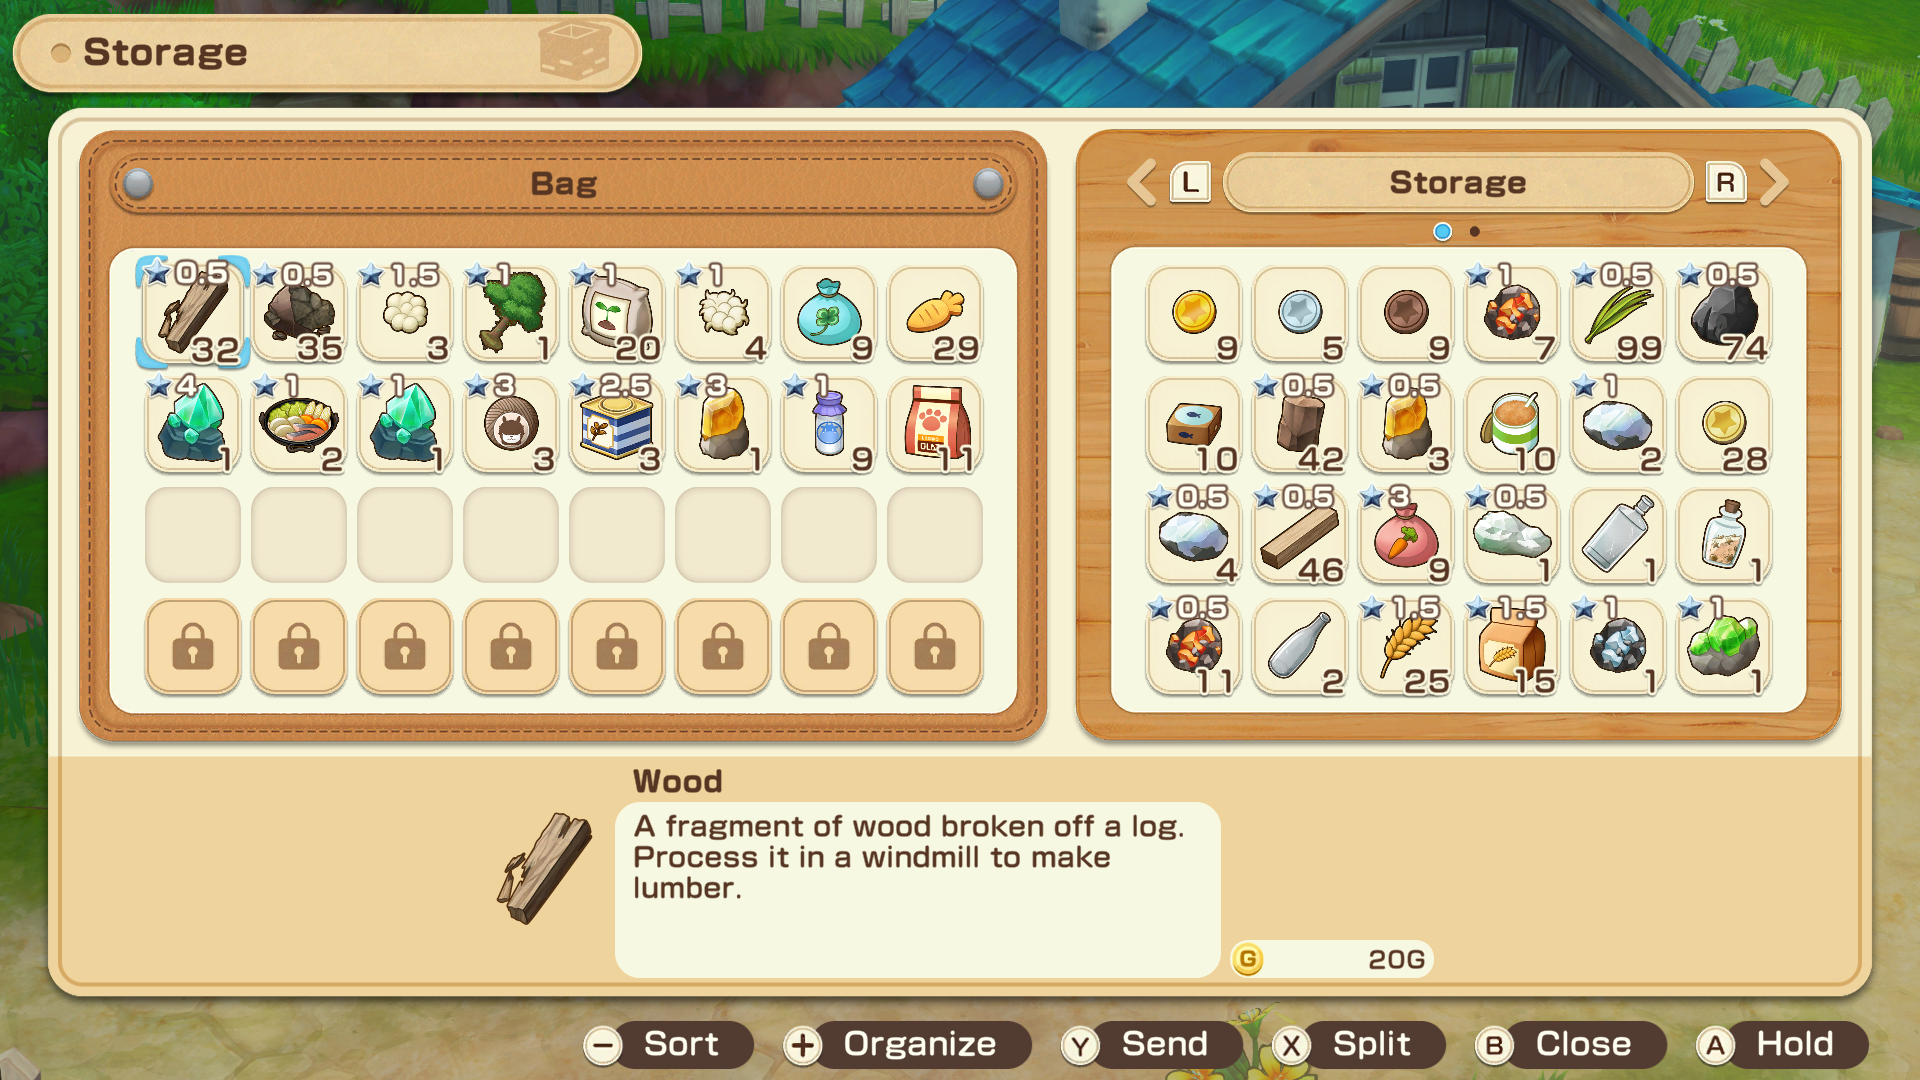 Storage
Bag
L Storage R
0.5 0.5 1.5 1 1 1
32 35 3 1 20 4 9 29
4 1 1 3 2.5 3 1
1 2 1 3 3 1 9 11
1 0.5 0.5
9 5 9 7 99 74
0.5 0.5 1
10 42 3 10 2 28
0.5 0.5 3 0.5
4 46 9 1 1 1
0.5 1.5 1.5 1 1
11 2 25 15 1 1
Wood
A fragment of wood broken off a log.
Process it in a windmill to make
lumber.
G 20G
− Sort + Organize Y Send X Split B Close A Hold